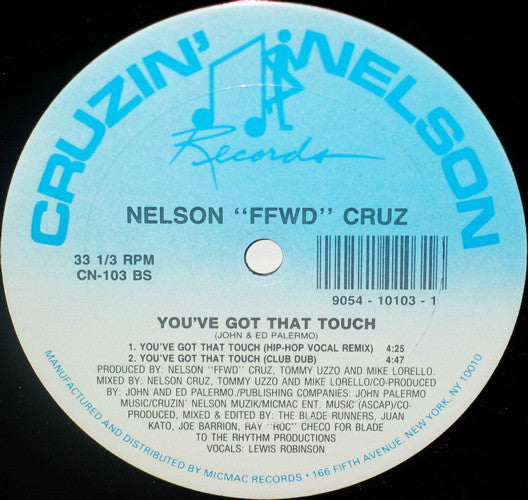 CRUZIN' NELSON
Records
NELSON "FFWD" CRUZ
33 1/3 RPM
CN-103 BS
9054 - 10103 - 1
YOU'VE GOT THAT TOUCH
(JOHN & ED PALERMO)
1. YOU'VE GOT THAT TOUCH (HIP-HOP VOCAL REMIX) 4:25
2. YOU'VE GOT THAT TOUCH (CLUB DUB) 4:47
PRODUCED BY: NELSON "FFWD" CRUZ, TOMMY UZZO AND MIKE LORELLO.
MIXED BY: NELSON CRUZ, TOMMY UZZO AND MIKE LORELLO/CO-PRODUCED
BY: JOHN AND ED PALERMO./PUBLISHING COMPANIES: JOHN PALERMO
MUSIC/CRUZIN' NELSON MUZIK/MICMAC ENT. MUSIC (ASCAP)/CO-
PRODUCED, MIXED & EDITED BY: THE BLADE RUNNERS, JUAN
KATO, JOE BARRION, RAY "ROC" CHECO FOR BLADE
TO THE RHYTHM PRODUCTIONS
VOCALS: LEWIS ROBINSON
MANUFACTURED AND DISTRIBUTED BY MICMAC RECORDS • 166 FIFTH AVENUE, NEW YORK, NY 10010